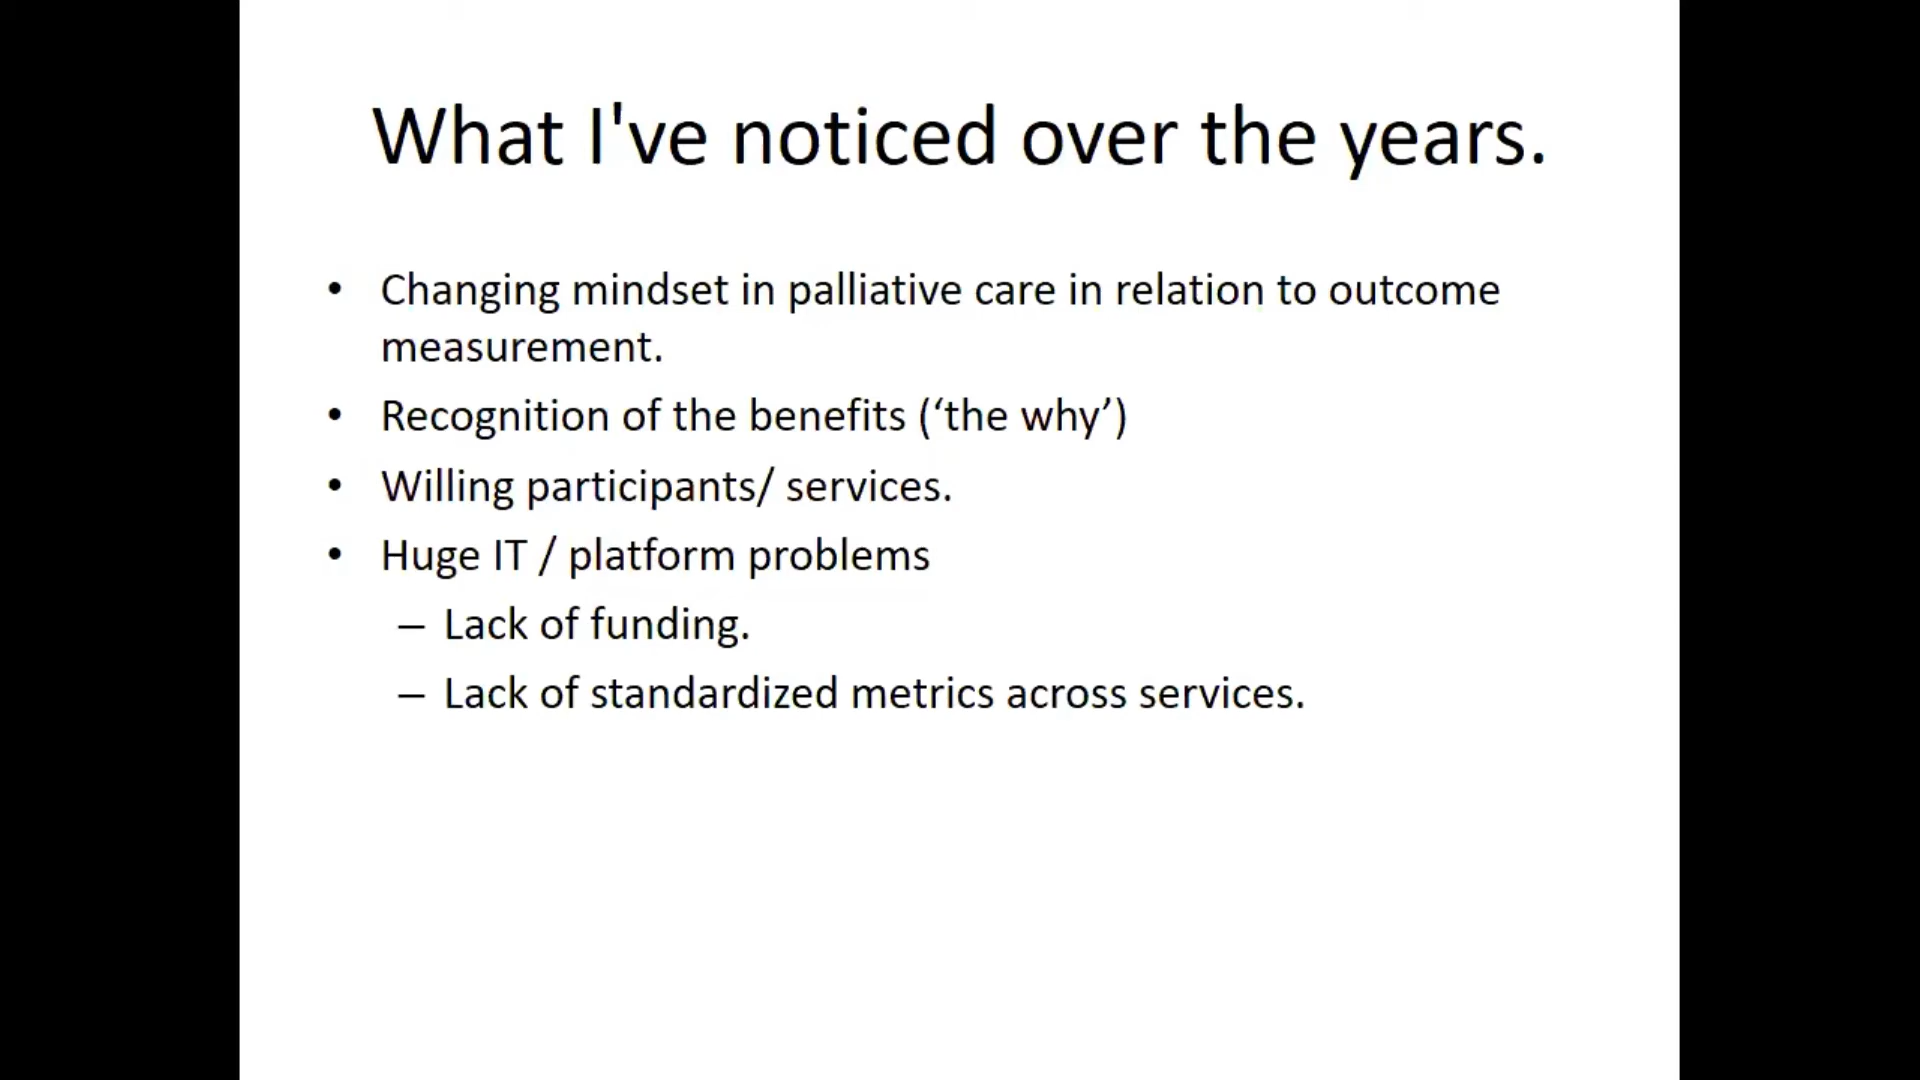 What I've noticed over the years.
• Changing mindset in palliative care in relation to outcome
measurement.
• Recognition of the benefits (‘the why’)
• Willing participants/ services.
• Huge IT / platform problems
– Lack of funding.
– Lack of standardized metrics across services.